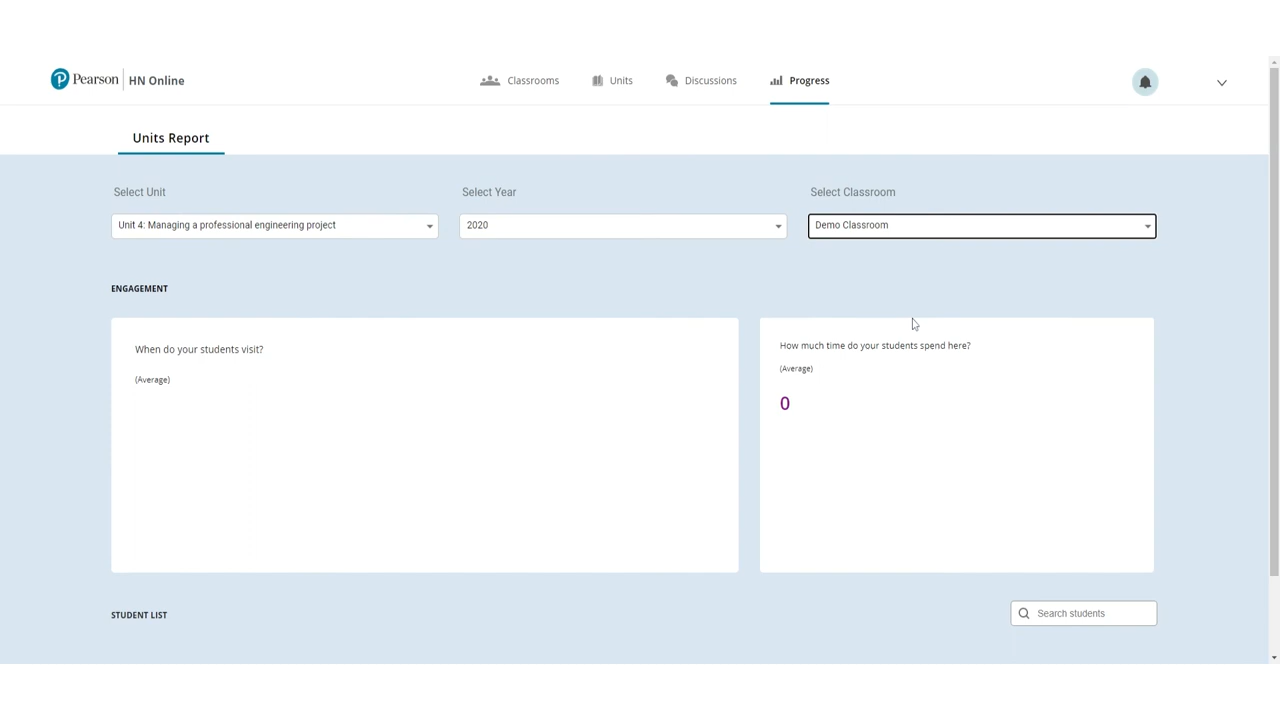 Pearson HN Online Classrooms Units Discussions Progress
Units Report
Select Unit Select Year Select Classroom
Unit 4: Managing a professional engineering project 2020 Demo Classroom
ENGAGEMENT
When do your students visit?
(Average)
How much time do your students spend here?
(Average)
0
STUDENT LIST Search students